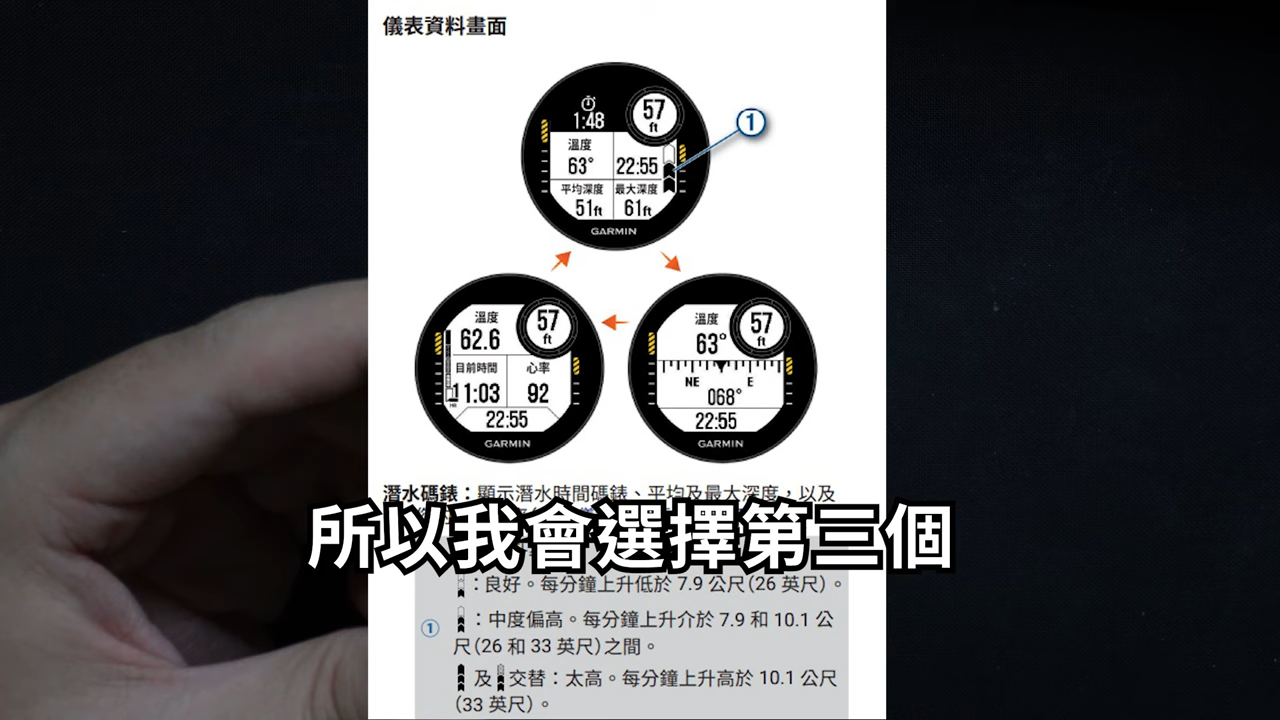 儀表資料畫面
1:48
57
ft
1
溫度
63°
22:55
平均深度
51ft
最大深度
61ft
GARMIN
溫度
62.6
57
ft
目前時間
11:03
心率
92
HR
22:55
GARMIN
溫度
63°
57
ft
NE
E
068°
22:55
GARMIN
潛水碼錶：顯示潛水時間碼錶、平均及最大深度，以及
所以我會選擇第三個
：良好。每分鐘上升低於 7.9 公尺（26 英尺）。
1
：中度偏高。每分鐘上升介於 7.9 和 10.1 公
尺（26 和 33 英尺）之間。
及 交替：太高。每分鐘上升高於 10.1 公尺
（33 英尺）。